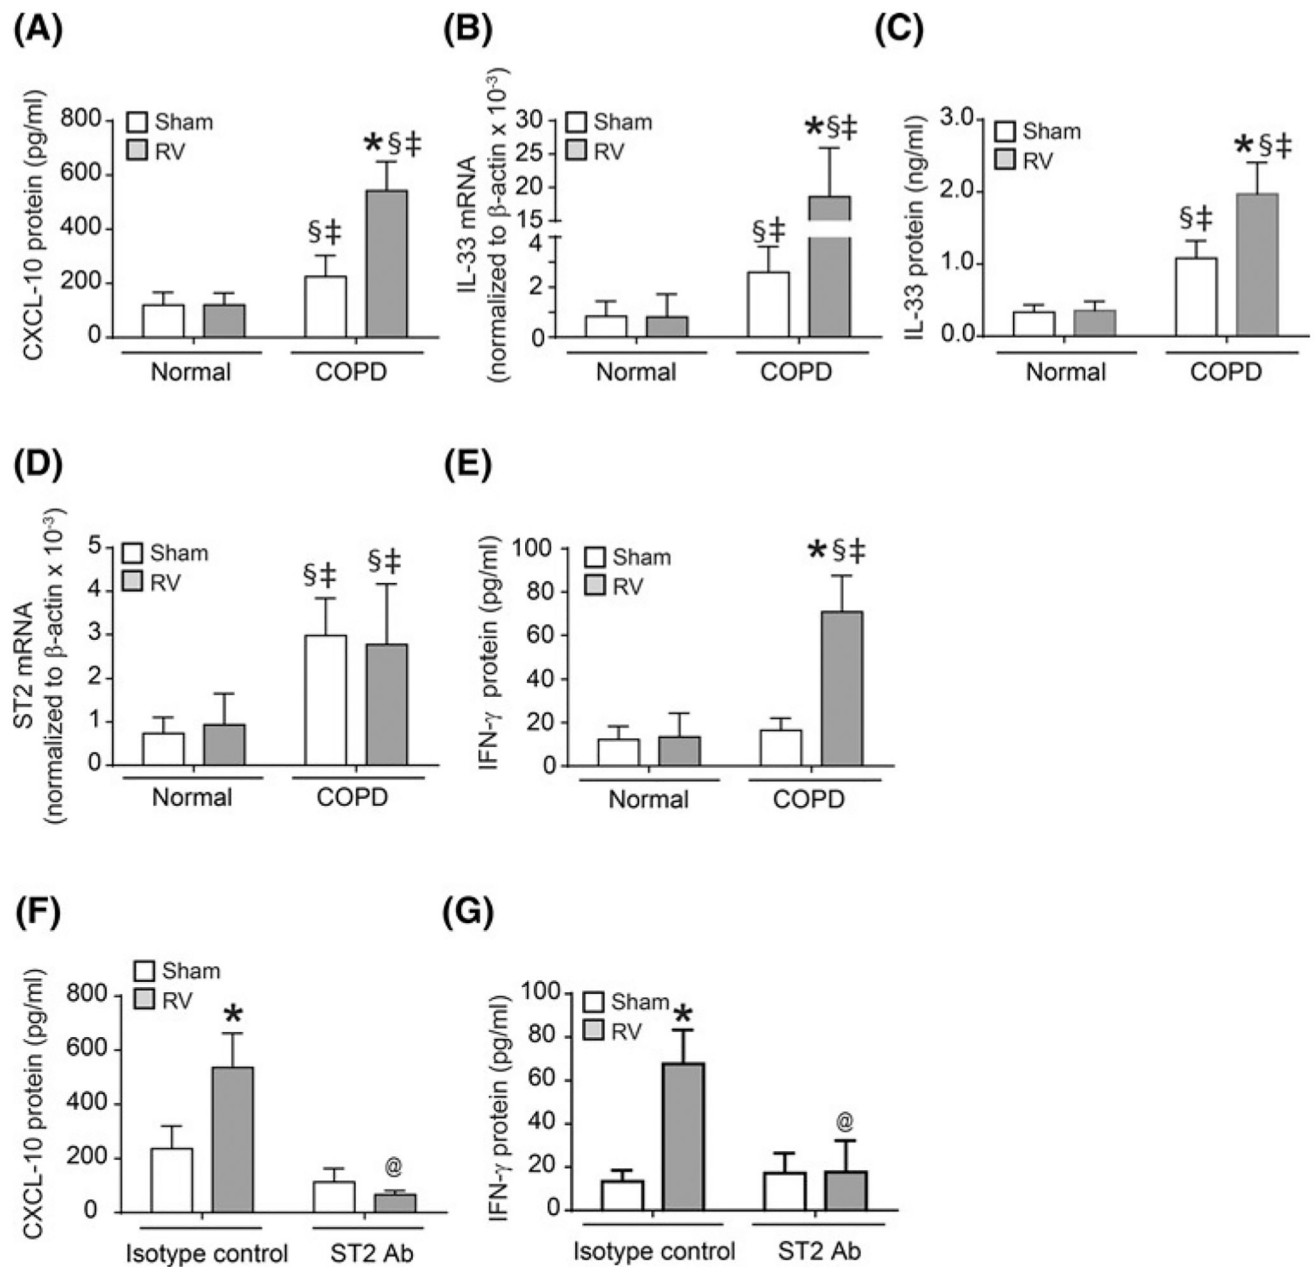 (A)
CXCL-10 protein (pg/ml)
800
600
400
200
0
Sham
RV
§‡
*§‡
Normal
COPD
(B)
IL-33 mRNA
(normalized to β-actin x 10⁻³)
30
25
20
15
4
2
0
Sham
RV
§‡
*§‡
Normal
COPD
(C)
IL-33 protein (ng/ml)
3.0
2.0
1.0
0.0
Sham
RV
§‡
*§‡
Normal
COPD
(D)
ST2 mRNA
(normalized to β-actin x 10⁻³)
5
4
3
2
1
0
Sham
RV
§‡
§‡
Normal
COPD
(E)
IFN-γ protein (pg/ml)
100
80
60
40
20
0
Sham
RV
*§‡
Normal
COPD
(F)
CXCL-10 protein (pg/ml)
800
600
400
200
0
Sham
RV
*
@
Isotype control
ST2 Ab
(G)
IFN-γ protein (pg/ml)
100
80
60
40
20
0
Sham
RV
*
@
Isotype control
ST2 Ab